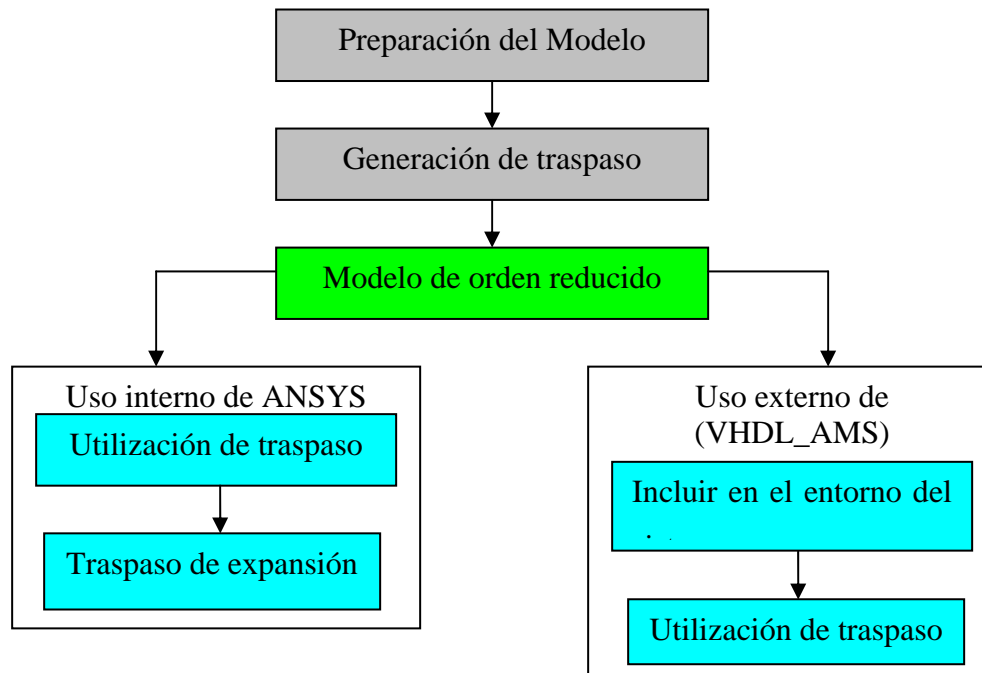 Preparación del Modelo
Generación de traspaso
Modelo de orden reducido
Uso interno de ANSYS
Utilización de traspaso
Traspaso de expansión
Uso externo de
(VHDL_AMS)
Incluir en el entorno del
Utilización de traspaso